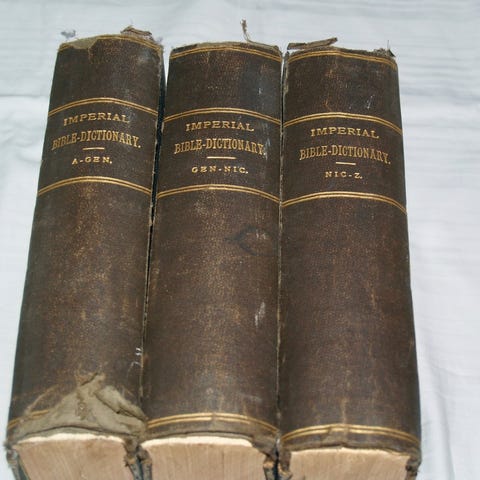 IMPERIAL
BIBLE-DICTIONARY.
A-GEN.
IMPERIAL
BIBLE-DICTIONARY.
GEN-NIC.
IMPERIAL
BIBLE-DICTIONARY.
NIC-Z.